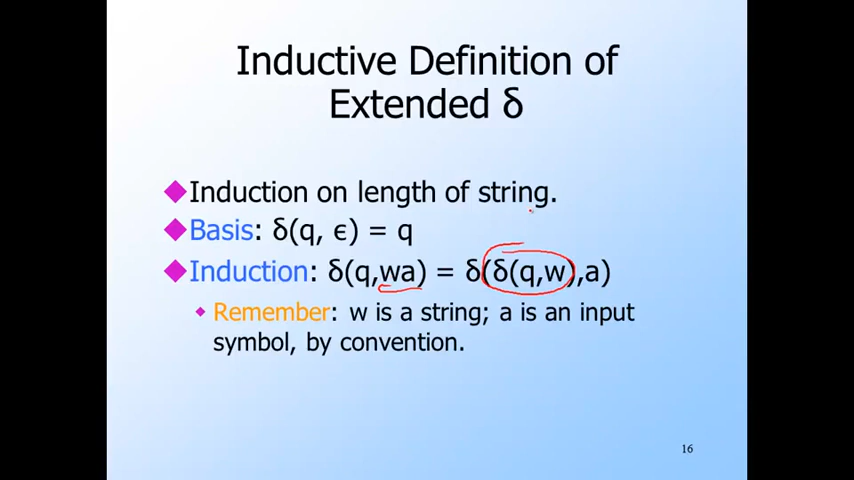 Inductive Definition of
Extended δ
Induction on length of string.
Basis: δ(q, ϵ) = q
Induction: δ(q,wa) = δ(δ(q,w),a)
Remember: w is a string; a is an input
symbol, by convention.
16